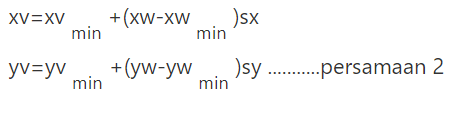 xv=xv min +(xw-xw min )sx
yv=yv min +(yw-yw min )sy ...........persamaan 2